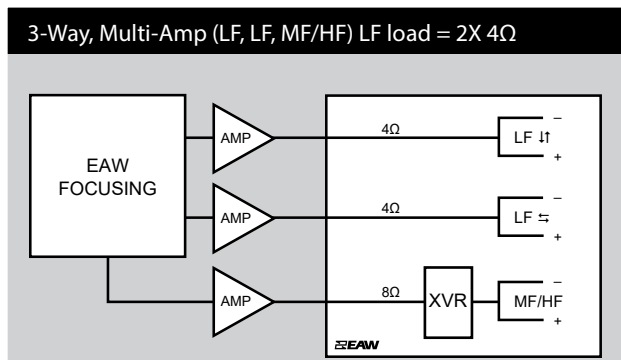 3-Way, Multi-Amp (LF, LF, MF/HF) LF load = 2X 4Ω
EAW
FOCUSING
AMP
4Ω
LF ↓↑
–
+
AMP
4Ω
LF ⇆
–
+
AMP
8Ω
XVR
MF/HF
–
+
EAW